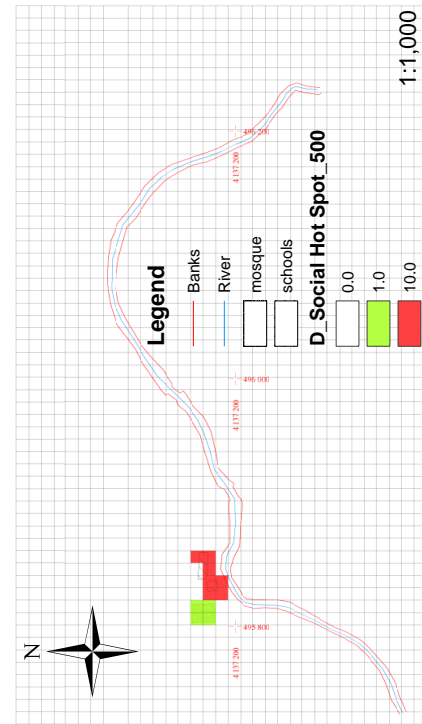 N
Legend
Banks
River
mosque
schools
D_Social Hot Spot_500
0.0
1.0
10.0
1:1,000
495 800
4 137 200
496 000
4 137 200
496 200
4 137 200